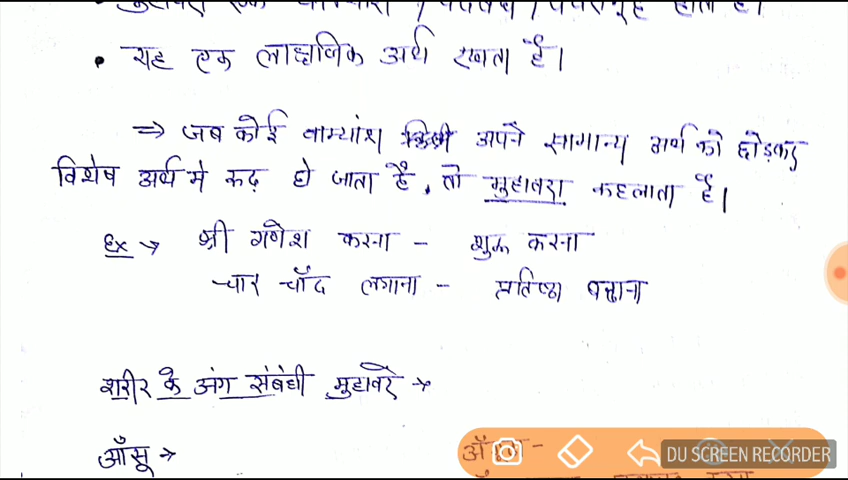 • यह एक लाक्षणिक अर्थ रखता है।
⇒ जब कोई वाक्यांश अपने सामान्य अर्थ को छोड़कर
विशेष अर्थ मे रूढ़ हो जाता है, तो मुहावरा कहलाता है।
Ex → श्री गणेश करना - शुरू करना
चार चाँद लगाना - प्रतिष्ठा बढ़ाना
शरीर के अंग संबंधी मुहावरे →
आँसू →
DU SCREEN RECORDER